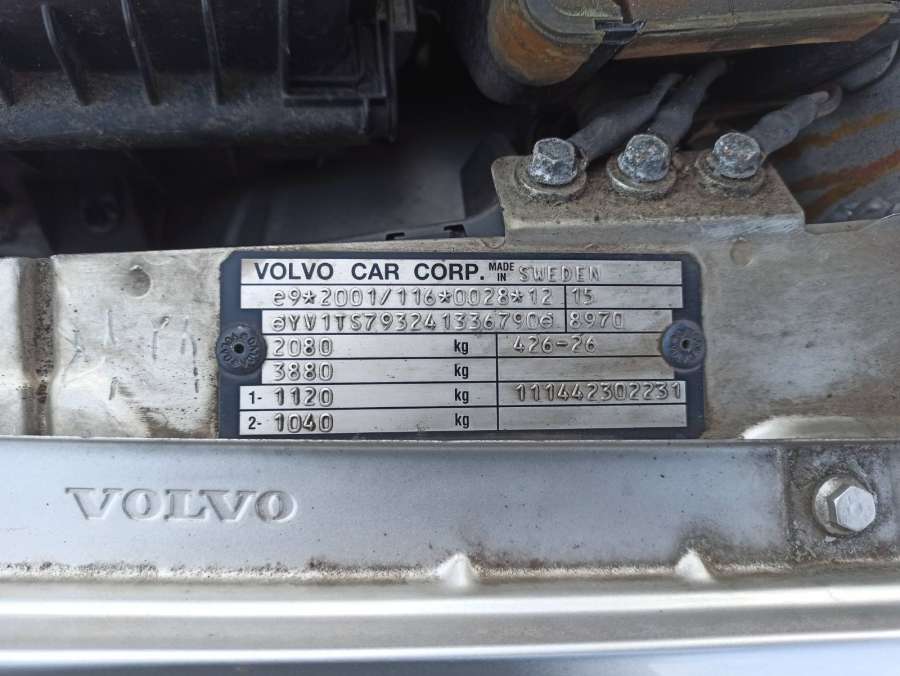 VOLVO CAR CORP. MADE IN SWEDEN
e9*2001/116*0028*12 15
éYV1TS793241336790é 8970
2080 kg 426-26
3880 kg
1- 1120 kg 111442302231
2- 1040 kg
VOLVO